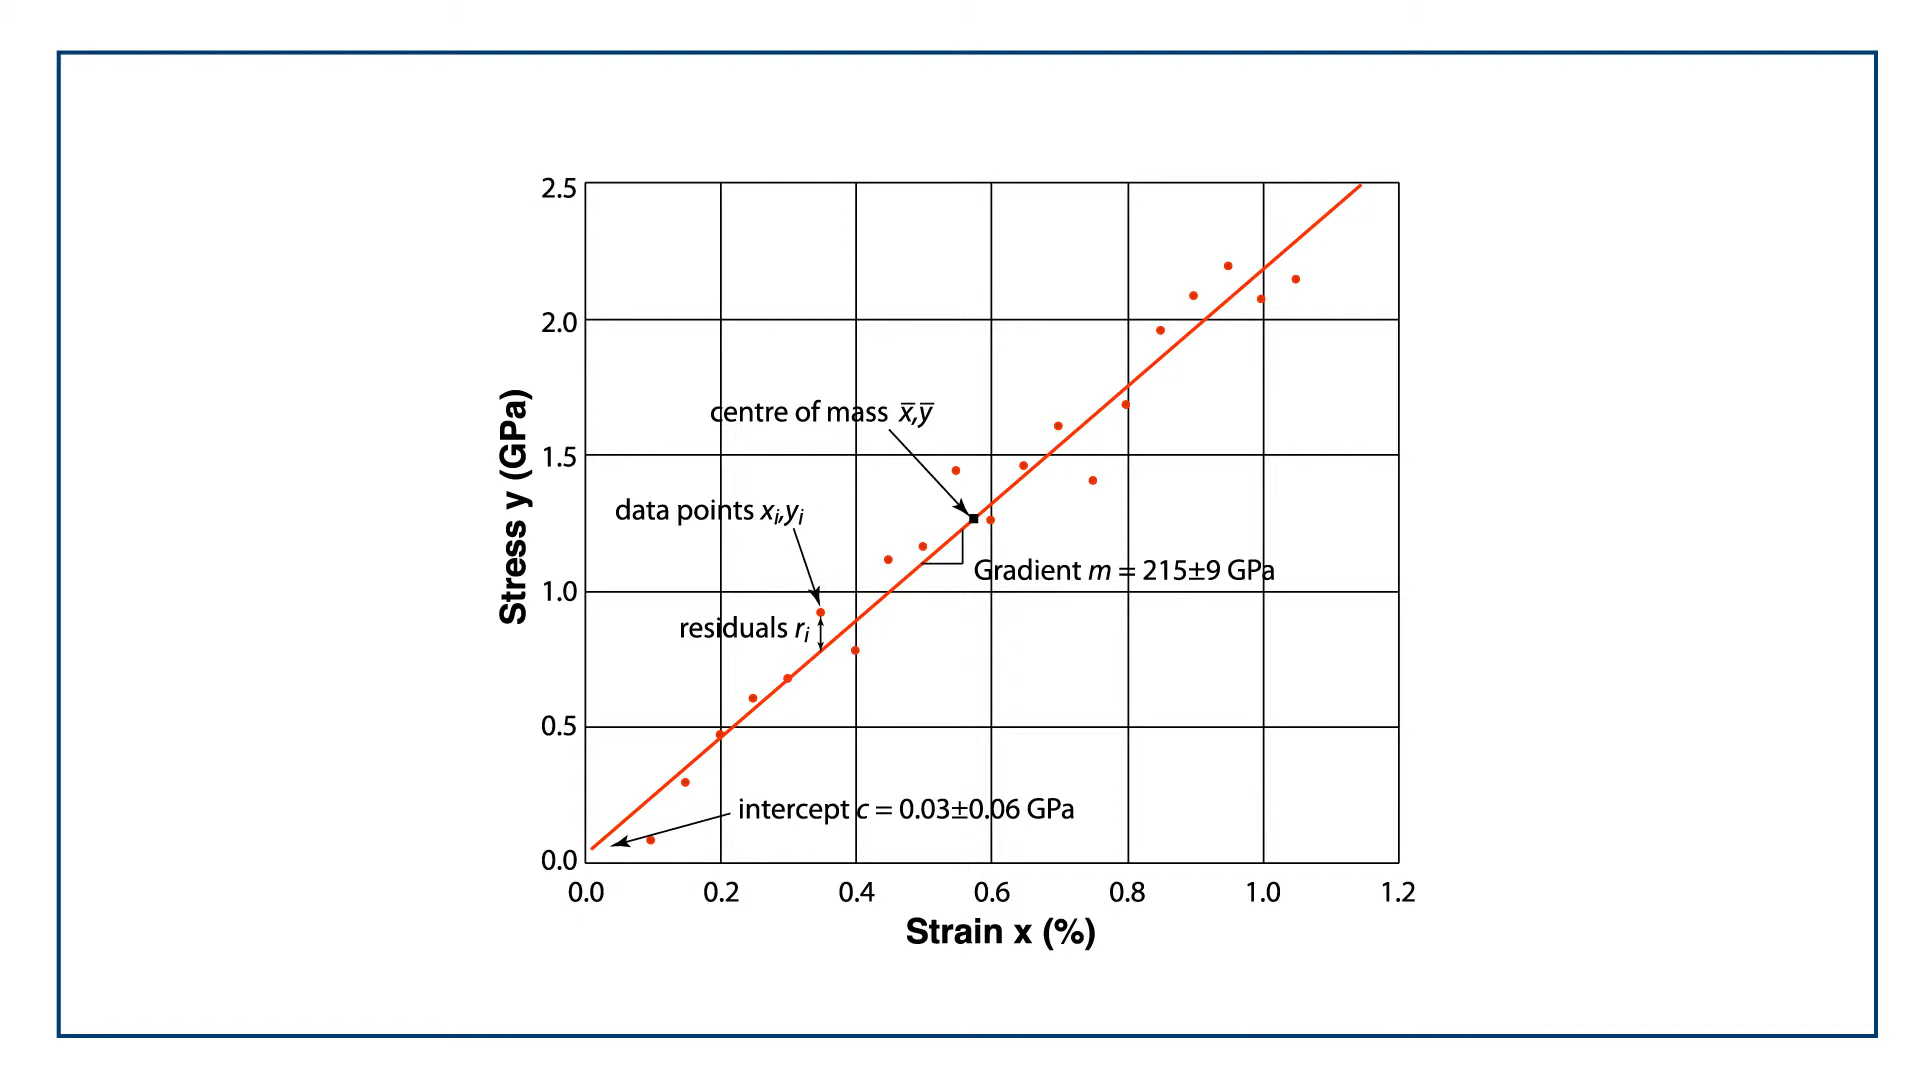 2.5
2.0
1.5
1.0
0.5
0.0
Stress y (GPa)
centre of mass x̅,y̅
data points xᵢ,yᵢ
Gradient m = 215±9 GPa
residuals rᵢ
intercept c = 0.03±0.06 GPa
0.0 0.2 0.4 0.6 0.8 1.0 1.2
Strain x (%)